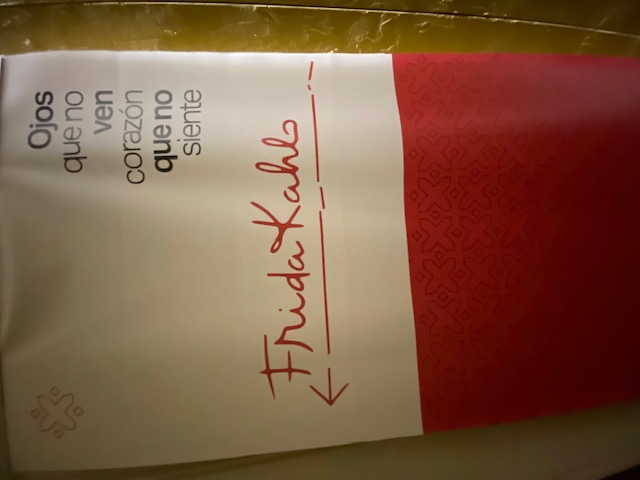 Ojos
que no
ven
corazón
que no
siente
Frida Kahlo